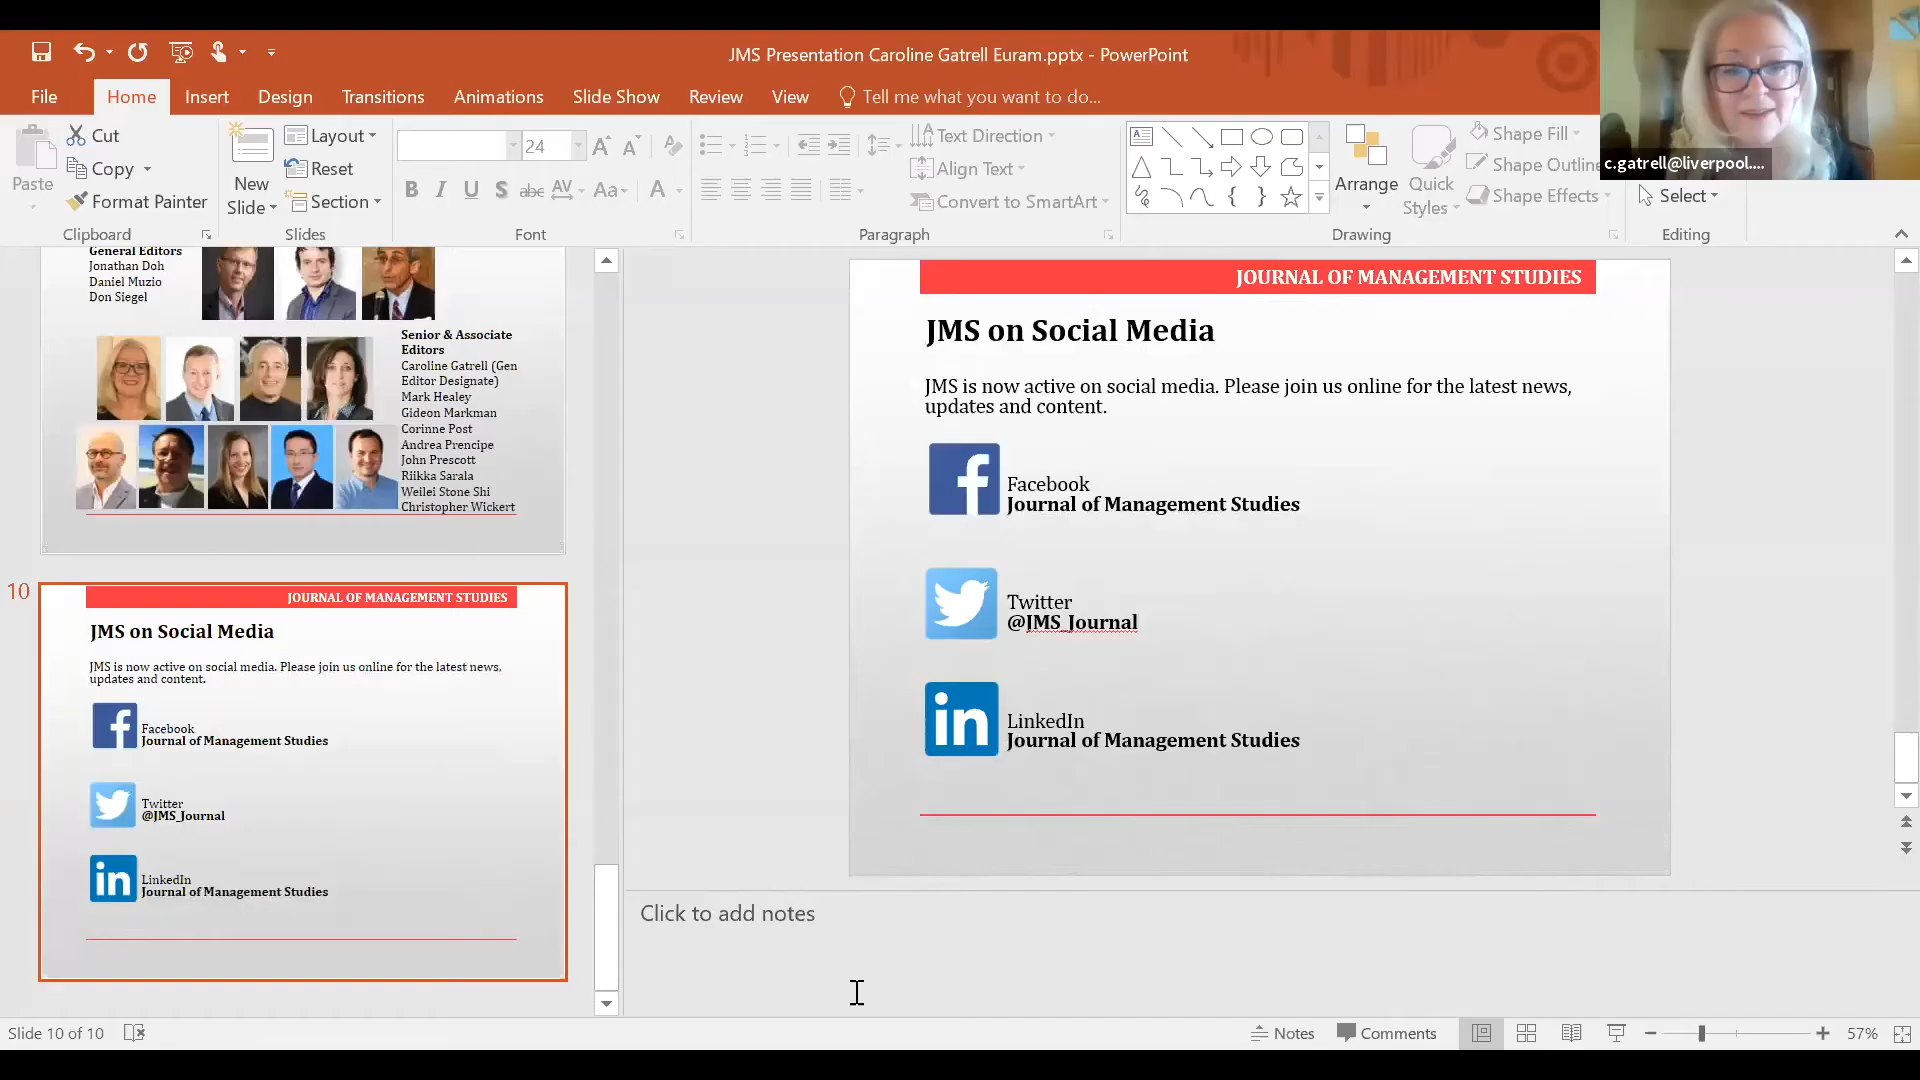 JMS Presentation Caroline Gatrell Euram.pptx - PowerPoint
File Home Insert Design Transitions Animations Slide Show Review View Tell me what you want to do...
Paste
Cut
Copy
Format Painter
Clipboard
New
Slide
Layout
Reset
Section
Slides
24
B I U S abc AV Aa A
Font
Text Direction
Align Text
Convert to SmartArt
Paragraph
Arrange
Quick
Styles
Shape Fill
Shape Outline
Shape Effects
Drawing
Select
Editing
c.gatrell@liverpool....
General Editors
Jonathan Doh
Daniel Muzio
Don Siegel
Senior & Associate
Editors
Caroline Gatrell (Gen
Editor Designate)
Mark Healey
Gideon Markman
Corinne Post
Andrea Prencipe
John Prescott
Riikka Sarala
Weilei Stone Shi
Christopher Wickert
10
JOURNAL OF MANAGEMENT STUDIES
JMS on Social Media
JMS is now active on social media. Please join us online for the latest news,
updates and content.
Facebook
Journal of Management Studies
Twitter
@JMS_Journal
LinkedIn
Journal of Management Studies
JOURNAL OF MANAGEMENT STUDIES
JMS on Social Media
JMS is now active on social media. Please join us online for the latest news,
updates and content.
Facebook
Journal of Management Studies
Twitter
@JMS_Journal
LinkedIn
Journal of Management Studies
Click to add notes
Slide 10 of 10
Notes Comments 57%